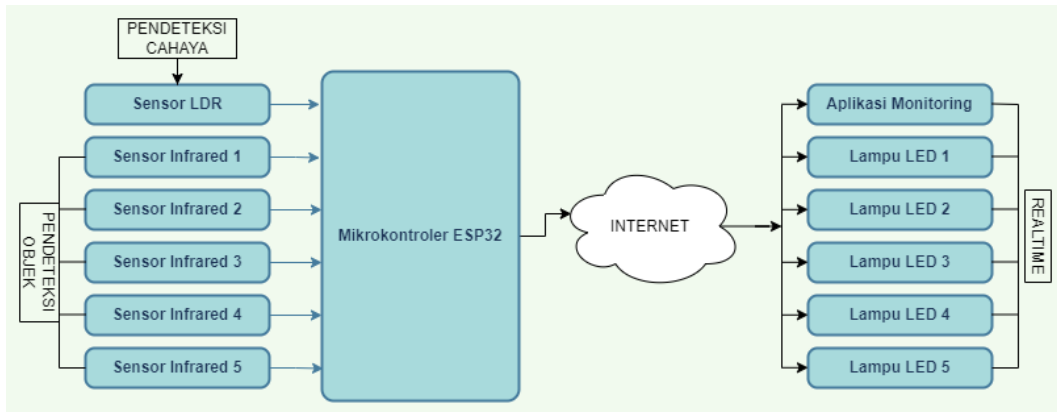 PENDETEKSI
CAHAYA
Sensor LDR
Sensor Infrared 1
Sensor Infrared 2
Sensor Infrared 3
Sensor Infrared 4
Sensor Infrared 5
PENDETEKSI
OBJEK
Mikrokontroler ESP32
INTERNET
Aplikasi Monitoring
Lampu LED 1
Lampu LED 2
Lampu LED 3
Lampu LED 4
Lampu LED 5
REALTIME